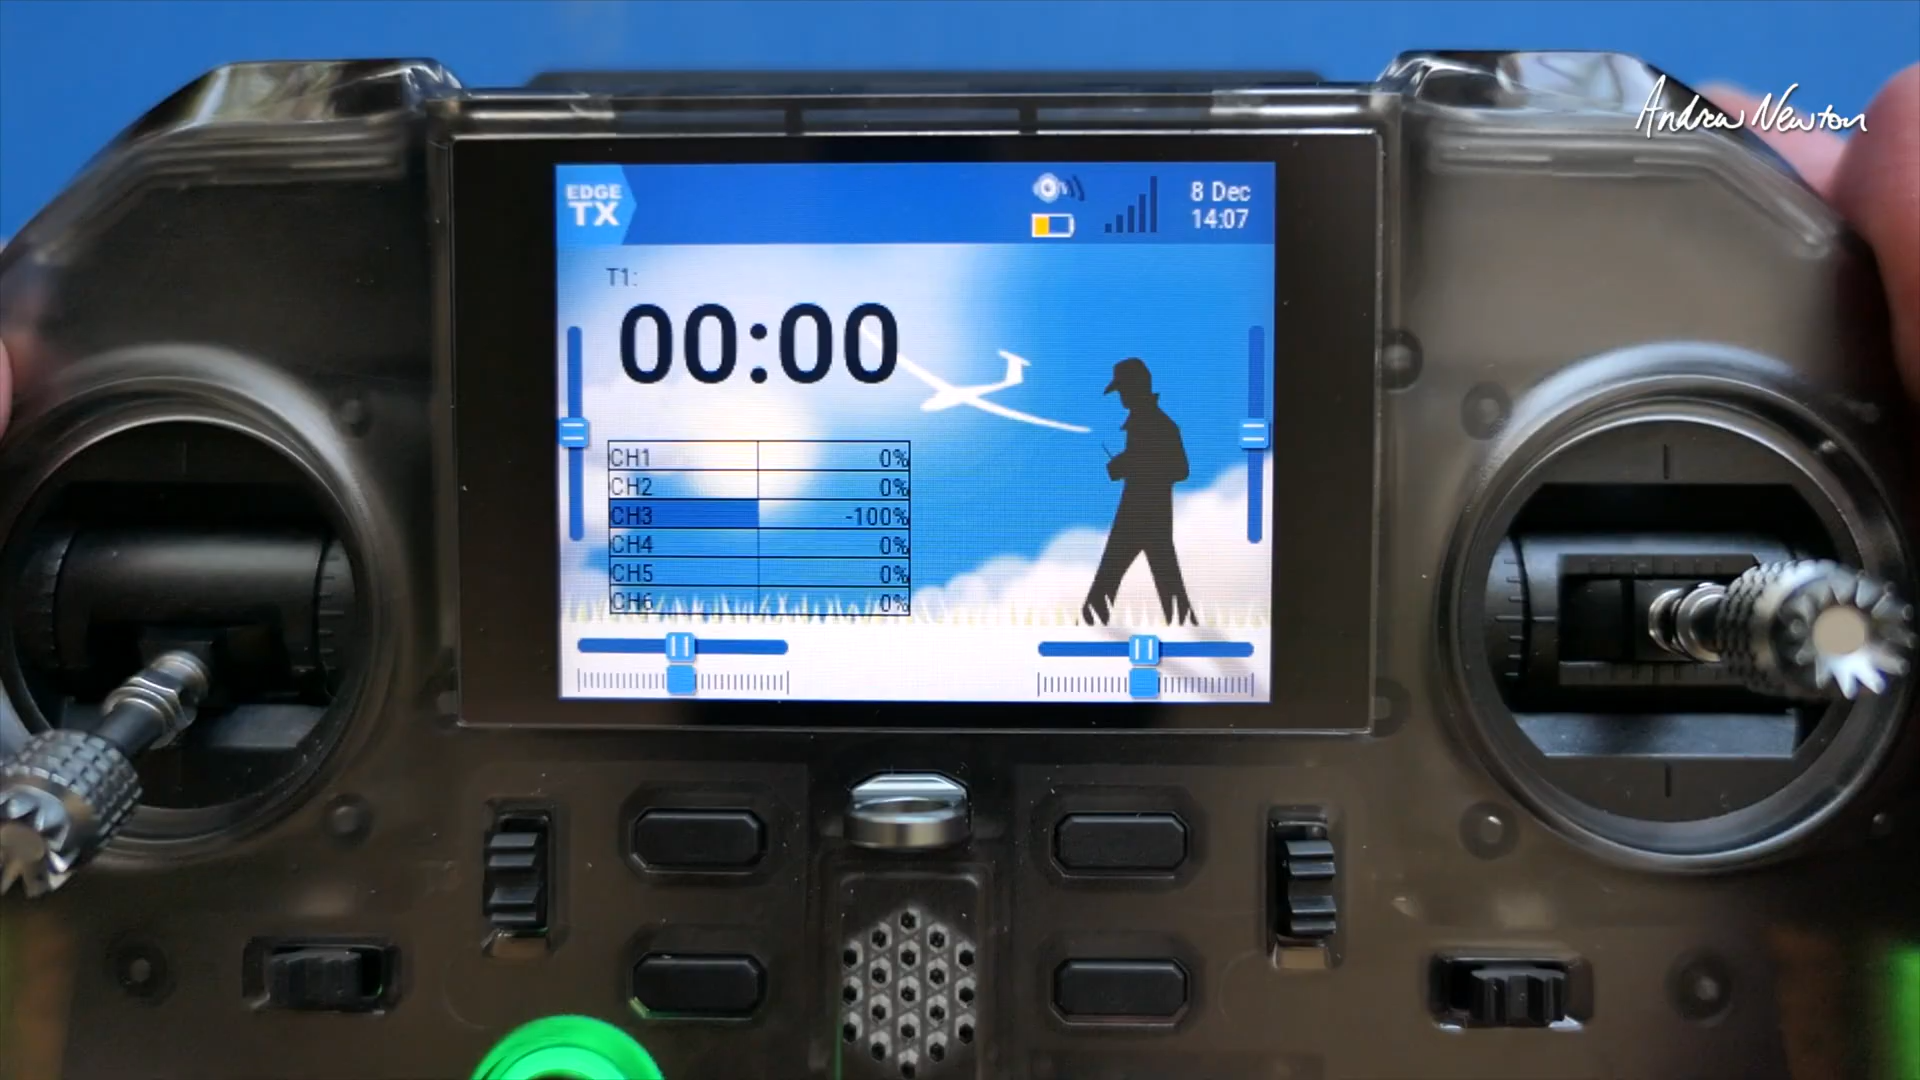 Andrew Newton
EDGE
TX
8 Dec
14:07
T1:
00:00
CH1 0%
CH2 0%
CH3 -100%
CH4 0%
CH5 0%
CH6 0%